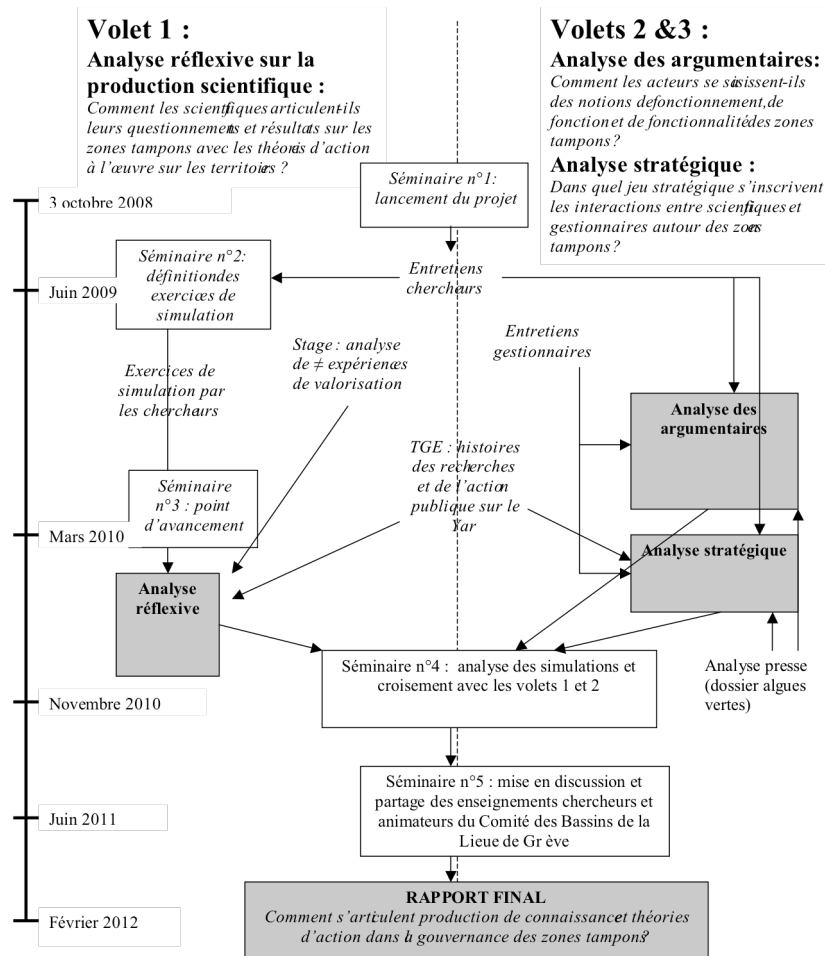 Volet 1 :
Analyse réflexive sur la
production scientifique :
Comment les scientifiques articulent-ils
leurs questionnements et résultats sur les
zones tampons avec les théories d'action
à l'œuvre sur les territoires ?
Volets 2 &3 :
Analyse des argumentaires:
Comment les acteurs se saisissent-ils
des notions de fonctionnement, de
fonction et de fonctionnalité des zones
tampons ?
Analyse stratégique :
Dans quel jeu stratégique s'inscrivent
les interactions entre scientifiques et
gestionnaires autour des zones
tampons ?
3 octobre 2008
Séminaire n°1:
lancement du projet
Juin 2009
Séminaire n°2:
définition des
exercices de
simulation
Entretiens
chercheurs
Exercices de
simulation par
les chercheurs
Stage : analyse
de ≠ expériences
de valorisation
Entretiens
gestionnaires
Analyse des
argumentaires
TGE : histoires
des recherches
et de l'action
publique sur le
Yar
Mars 2010
Séminaire
n°3 : point
d'avancement
Analyse stratégique
Analyse
réflexive
Séminaire n°4 : analyse des simulations et
croisement avec les volets 1 et 2
Analyse presse
(dossier algues
vertes)
Novembre 2010
Séminaire n°5 : mise en discussion et
partage des enseignements chercheurs et
animateurs du Comité des Bassins de la
Lieue de Gr ève
Juin 2011
RAPPORT FINAL
Comment s'articulent production de connaissance et théories
d'action dans la gouvernance des zones tampons?
Février 2012